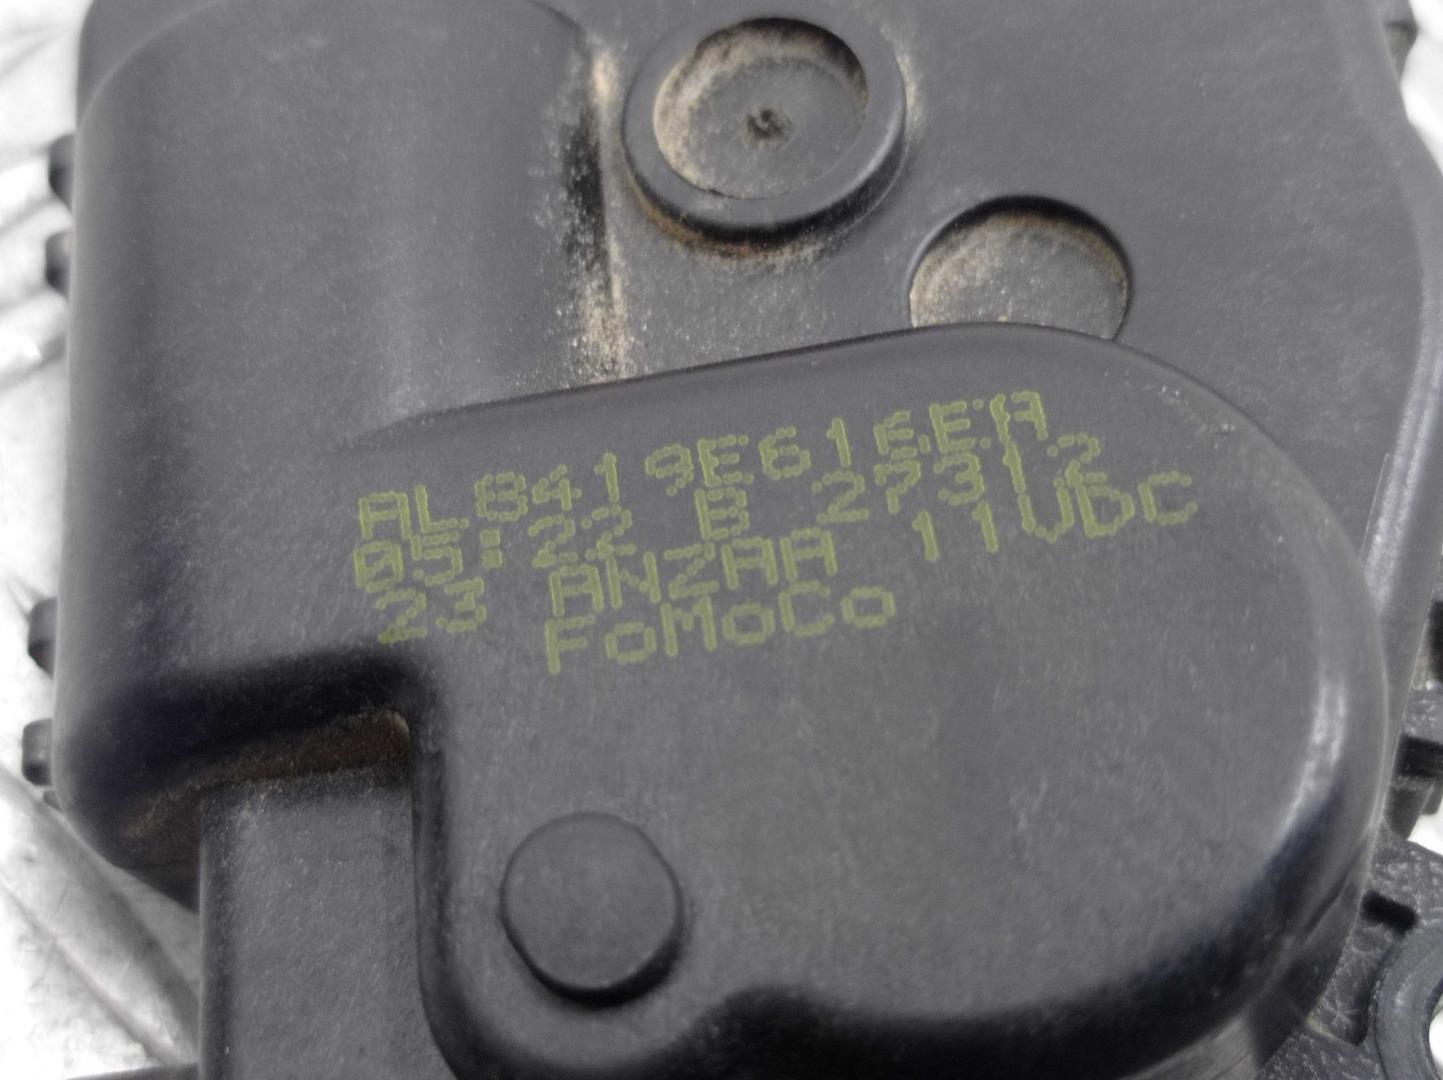 AL8419E616EA
05:22 B 27312
23 ANZAA 11VDC
FoMoCo